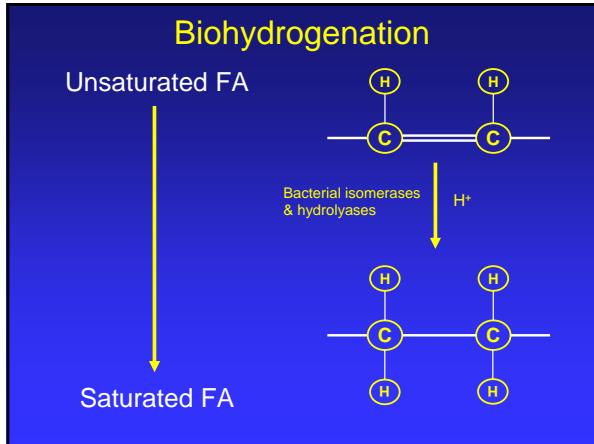 Biohydrogenation
Unsaturated FA
H H
C C
Bacterial isomerases
& hydrolyases
H⁺
H H
C C
H H
Saturated FA